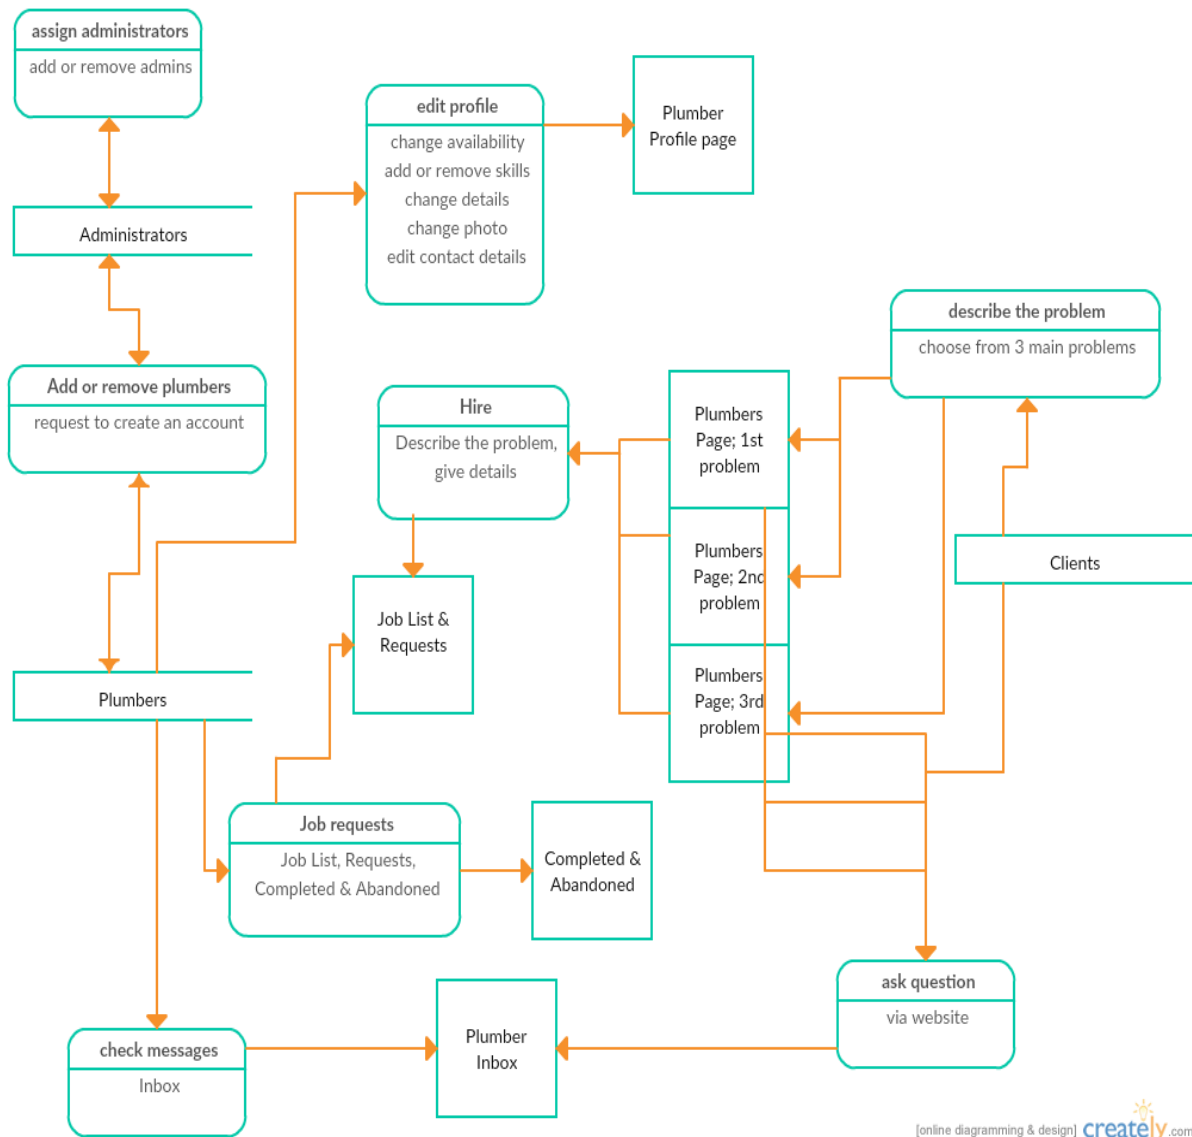 assign administrators
add or remove admins
Administrators
Add or remove plumbers
request to create an account
Plumbers
edit profile
change availability
add or remove skills
change details
change photo
edit contact details
Plumber
Profile page
describe the problem
choose from 3 main problems
Hire
Describe the problem,
give details
Plumbers
Page; 1st
problem
Plumbers
Page; 2nd
problem
Plumbers
Page; 3rd
problem
Clients
Job List &
Requests
Job requests
Job List, Requests,
Completed & Abandoned
Completed &
Abandoned
ask question
via website
check messages
Inbox
Plumber
Inbox
[online diagramming & design] creately.com